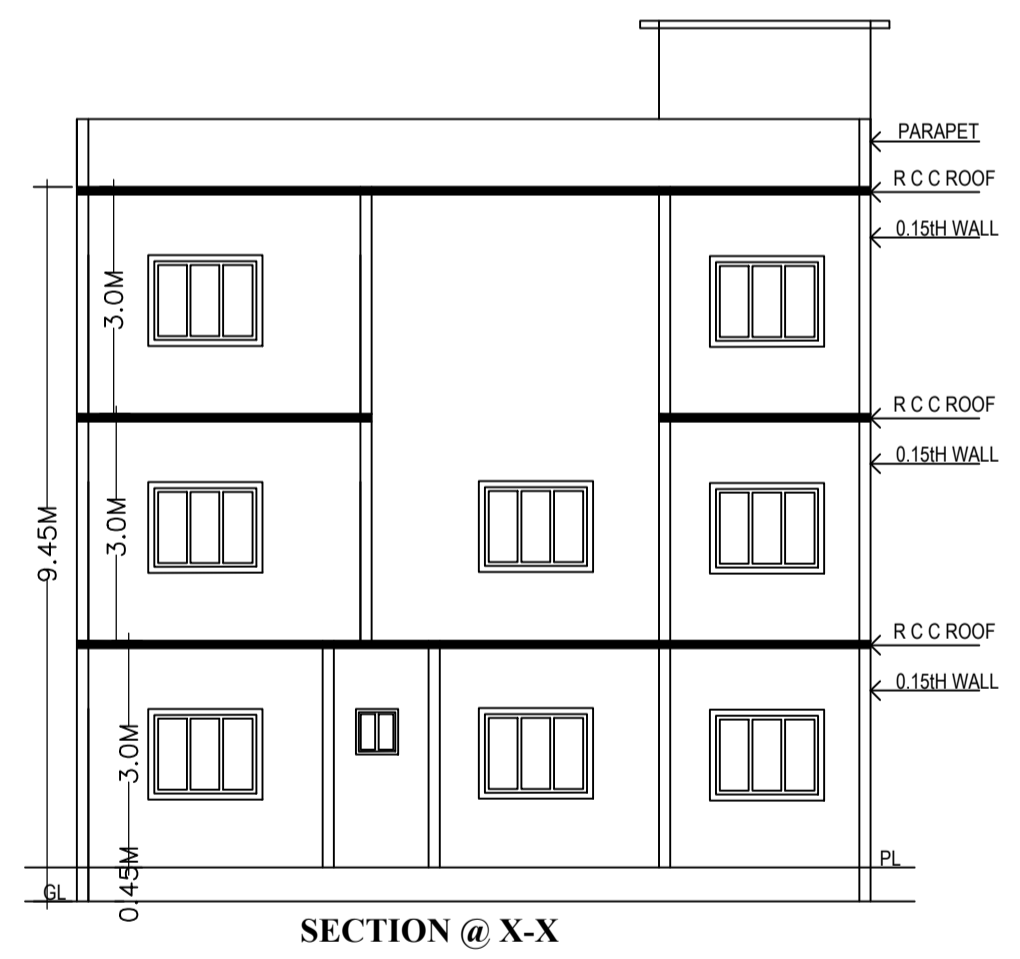 PARAPET
R C C ROOF
0.15tH WALL
3.0M
R C C ROOF
0.15tH WALL
3.0M
9.45M
R C C ROOF
0.15tH WALL
3.0M
PL
0.45M
GL
SECTION @ X-X